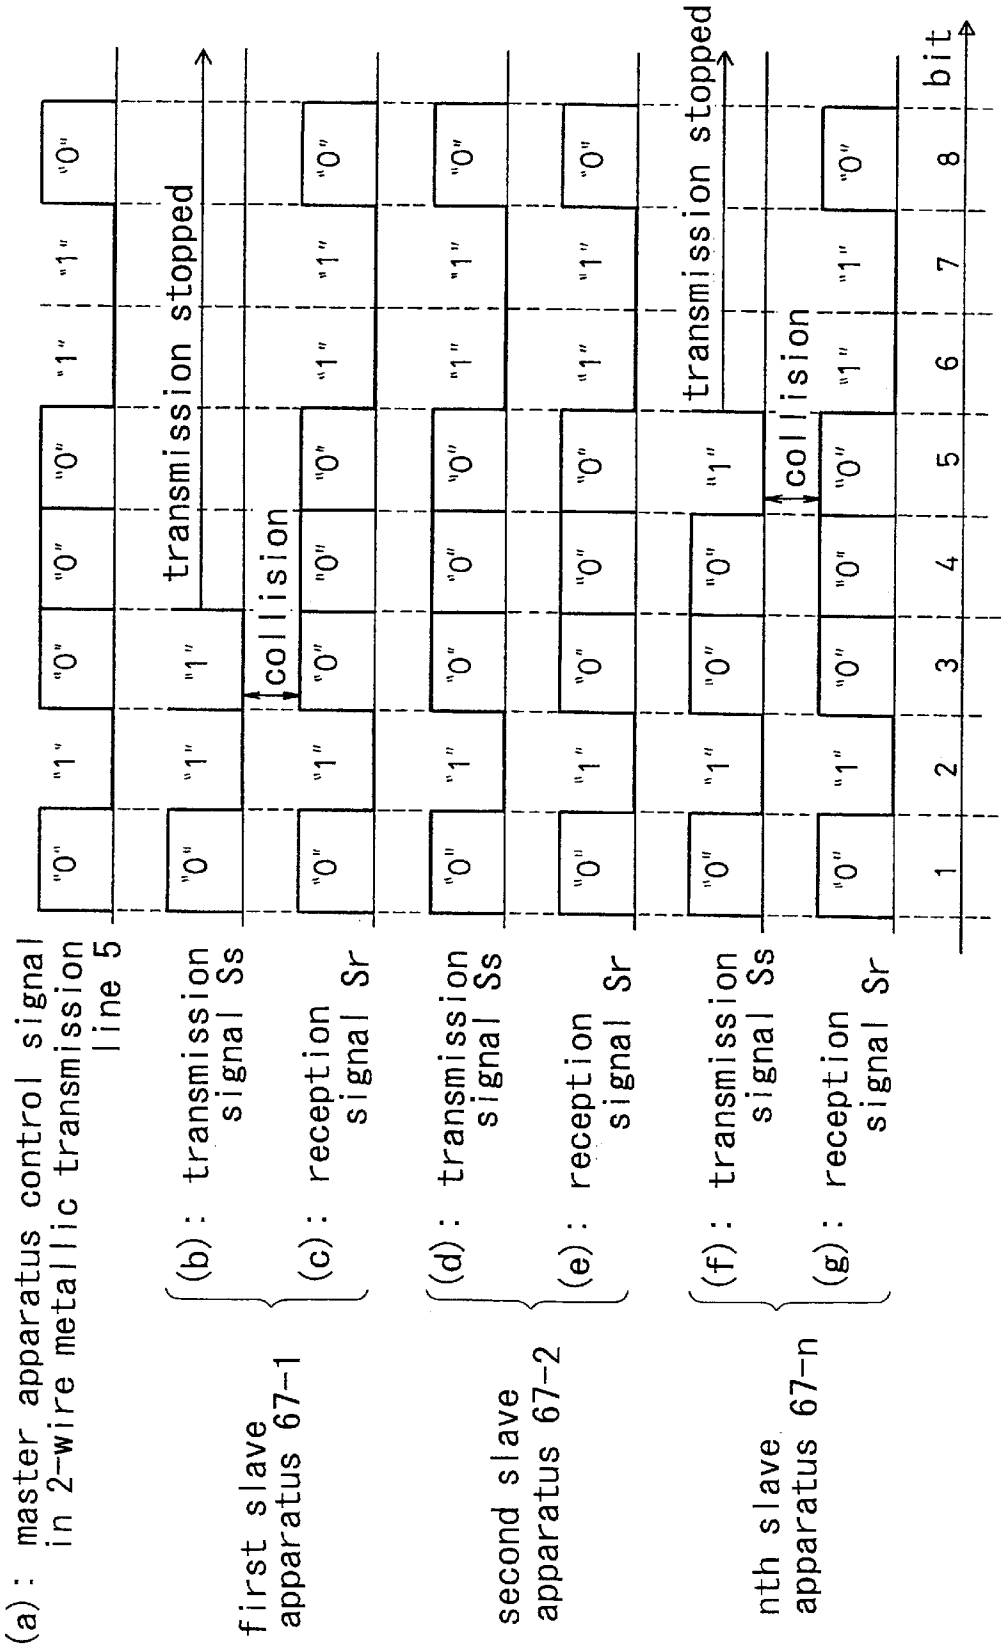 (a) : master apparatus control signal
in 2-wire metallic transmission
line 5
"0" "1" "0" "0" "0" "1" "1" "0"
first slave
apparatus 67-1
(b) : transmission
signal Ss
"0" "1" "1"
transmission stopped
collision
(c) : reception
signal Sr
"0" "1" "0" "0" "0" "1" "1" "0"
second slave
apparatus 67-2
(d) : transmission
signal Ss
"0" "1" "0" "0" "0" "1" "1" "0"
(e) : reception
signal Sr
"0" "1" "0" "0" "0" "1" "1" "0"
nth slave
apparatus 67-n
(f) : transmission
signal Ss
"0" "1" "0" "0" "1"
transmission stopped
collision
(g) : reception
signal Sr
"0" "1" "0" "0" "0" "1" "1" "0"
1 2 3 4 5 6 7 8 bit